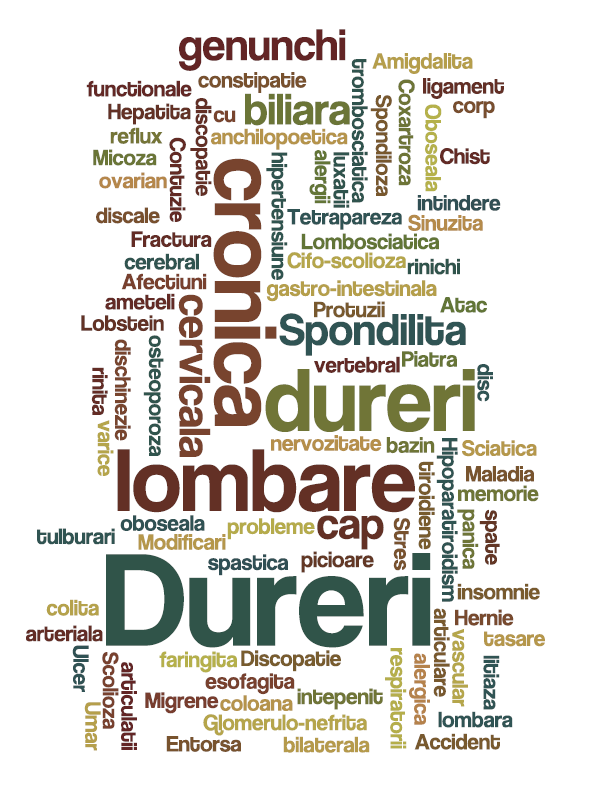 genunchi
Amigdalita
constipatie
functionale
trombosciatica
ligament
Hepatita
discopatie
cu
biliara
Spondiloza
Coxartroza
Oboseala
corp
reflux
anchilopoetica
Micoza
Contuzie
cronica
hipertensiune
alergii
luxatii
Chist
ovarian
intindere
discale
Tetrapareza
Sinuzita
Fractura
Lombosciatica
cerebral
Cifo-scolioza
rinichi
Afectiuni
gastro-intestinala
ameteli
cervicala
Protuzii
Atac
Lobstein
Spondilita
dischinezie
osteoporoza
vertebral
Piatra
rinita
disc
dureri
varice
nervozitate
bazin
Sciatica
lombare
tiroidiene
Hipoparatiroidism
Maladia
memorie
oboseala
probleme
cap
Stres
panica
spate
tulburari
Modificari
spastica
picioare
Dureri
insomnie
colita
articulare
Hernie
arteriala
vascular
tasare
Ulcer
Scolioza
articulatii
faringita
Discopatie
respiratorii
alergica
litiaza
esofagita
Umar
Migrene
coloana
intepenit
Glomerulo-nefrita
lombara
Entorsa
bilaterala
Accident